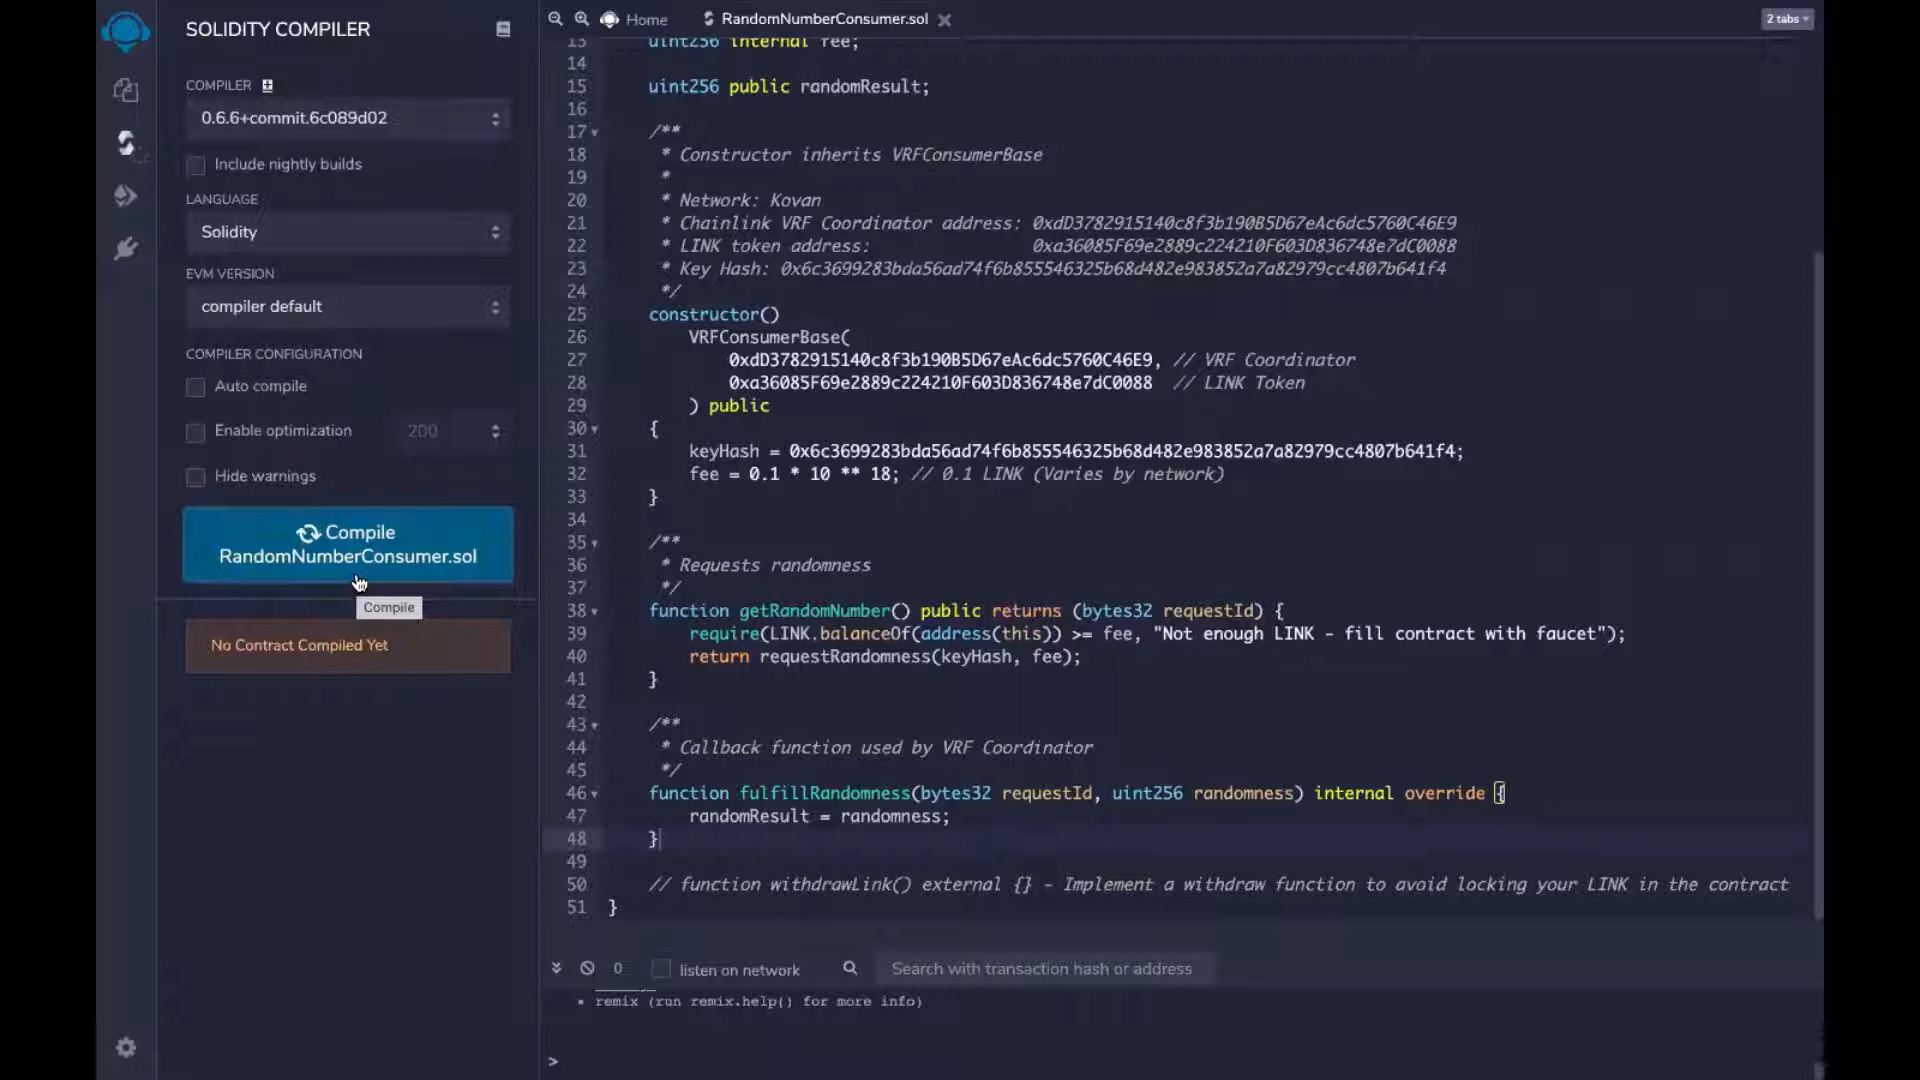 SOLIDITY COMPILER
COMPILER
0.6.6+commit.6c089d02
Include nightly builds
LANGUAGE
Solidity
EVM VERSION
compiler default
COMPILER CONFIGURATION
Auto compile
Enable optimization 200
Hide warnings
Compile
RandomNumberConsumer.sol
Compile
No Contract Compiled Yet
Home RandomNumberConsumer.sol 2 tabs
13 uint256 internal fee;
14
15 uint256 public randomResult;
16
17 /**
18 * Constructor inherits VRFConsumerBase
19 *
20 * Network: Kovan
21 * Chainlink VRF Coordinator address: 0xdD3782915140c8f3b190B5D67eAc6dc5760C46E9
22 * LINK token address: 0xa36085F69e2889c224210F603D836748e7dC0088
23 * Key Hash: 0x6c3699283bda56ad74f6b855546325b68d482e983852a7a82979cc4807b641f4
24 */
25 constructor()
26 VRFConsumerBase(
27 0xdD3782915140c8f3b190B5D67eAc6dc5760C46E9, // VRF Coordinator
28 0xa36085F69e2889c224210F603D836748e7dC0088 // LINK Token
29 ) public
30 {
31 keyHash = 0x6c3699283bda56ad74f6b855546325b68d482e983852a7a82979cc4807b641f4;
32 fee = 0.1 * 10 ** 18; // 0.1 LINK (Varies by network)
33 }
34
35 /**
36 * Requests randomness
37 */
38 function getRandomNumber() public returns (bytes32 requestId) {
39 require(LINK.balanceOf(address(this)) >= fee, "Not enough LINK - fill contract with faucet");
40 return requestRandomness(keyHash, fee);
41 }
42
43 /**
44 * Callback function used by VRF Coordinator
45 */
46 function fulfillRandomness(bytes32 requestId, uint256 randomness) internal override {
47 randomResult = randomness;
48 }
49
50 // function withdrawLink() external {} - Implement a withdraw function to avoid locking your LINK in the contract
51 }
0 listen on network Search with transaction hash or address
• remix (run remix.help() for more info)
>